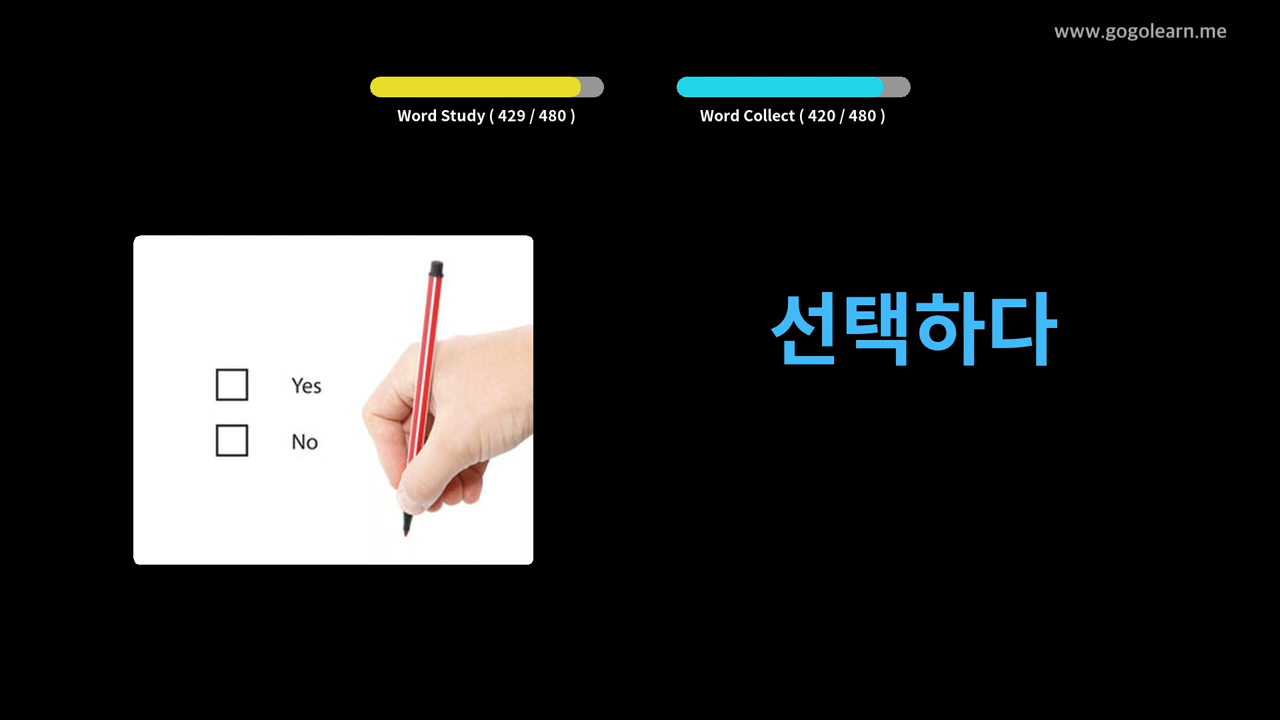 www.gogolearn.me
Word Study ( 429 / 480 )
Word Collect ( 420 / 480 )
선택하다
Yes
No